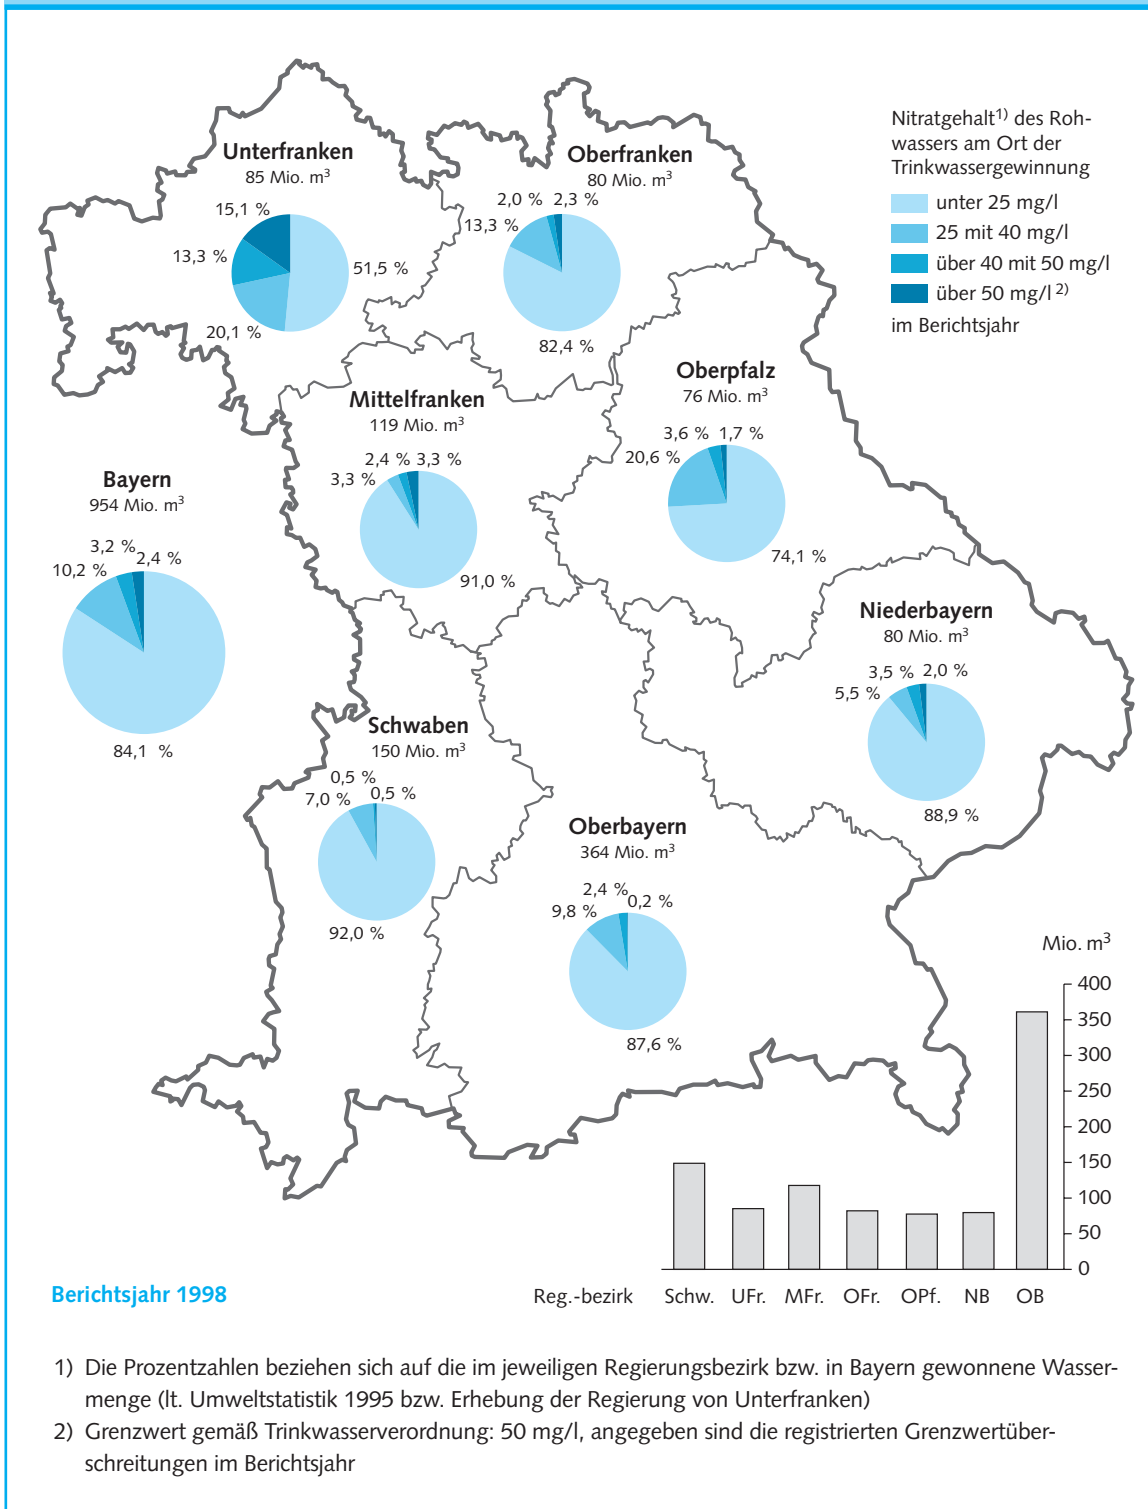 Nitratgehalt1) des Roh-
wassers am Ort der
Trinkwassergewinnung
unter 25 mg/l
25 mit 40 mg/l
über 40 mit 50 mg/l
über 50 mg/l 2)
im Berichtsjahr
Unterfranken
85 Mio. m³
15,1 %
13,3 %
51,5 %
20,1 %
Oberfranken
80 Mio. m³
2,0 % 2,3 %
13,3 %
82,4 %
Mittelfranken
119 Mio. m³
2,4 % 3,3 %
3,3 %
91,0 %
Oberpfalz
76 Mio. m³
3,6 % 1,7 %
20,6 %
74,1 %
Bayern
954 Mio. m³
3,2 % 2,4 %
10,2 %
84,1 %
Niederbayern
80 Mio. m³
3,5 % 2,0 %
5,5 %
88,9 %
Schwaben
150 Mio. m³
0,5 %
7,0 % 0,5 %
92,0 %
Oberbayern
364 Mio. m³
2,4 % 0,2 %
9,8 %
87,6 %
Mio. m³
400
350
300
250
200
150
100
50
0
Reg.-bezirk Schw. UFr. MFr. OFr. OPf. NB OB
Berichtsjahr 1998
1) Die Prozentzahlen beziehen sich auf die im jeweiligen Regierungsbezirk bzw. in Bayern gewonnene Wasser-
menge (lt. Umweltstatistik 1995 bzw. Erhebung der Regierung von Unterfranken)
2) Grenzwert gemäß Trinkwasserverordnung: 50 mg/l, angegeben sind die registrierten Grenzwertüber-
schreitungen im Berichtsjahr